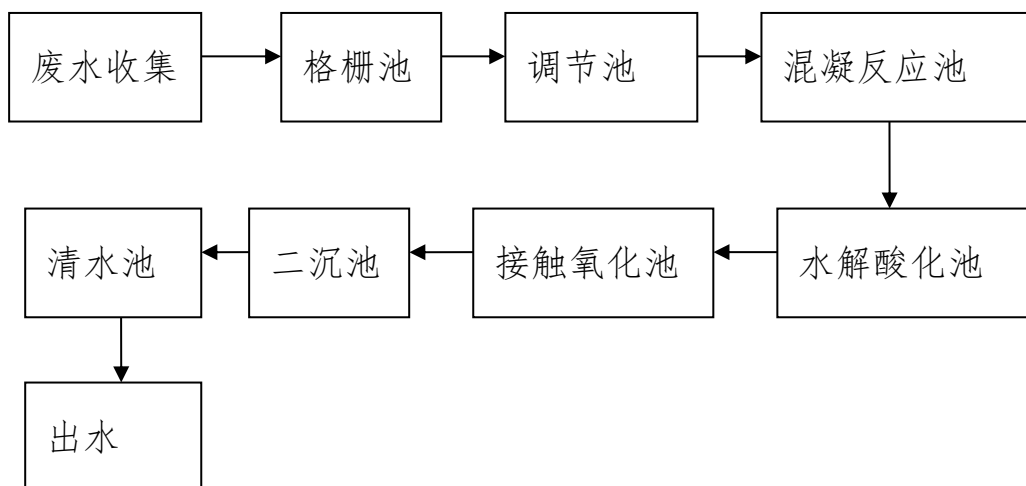 废水收集
格栅池
调节池
混凝反应池
水解酸化池
接触氧化池
二沉池
清水池
出水